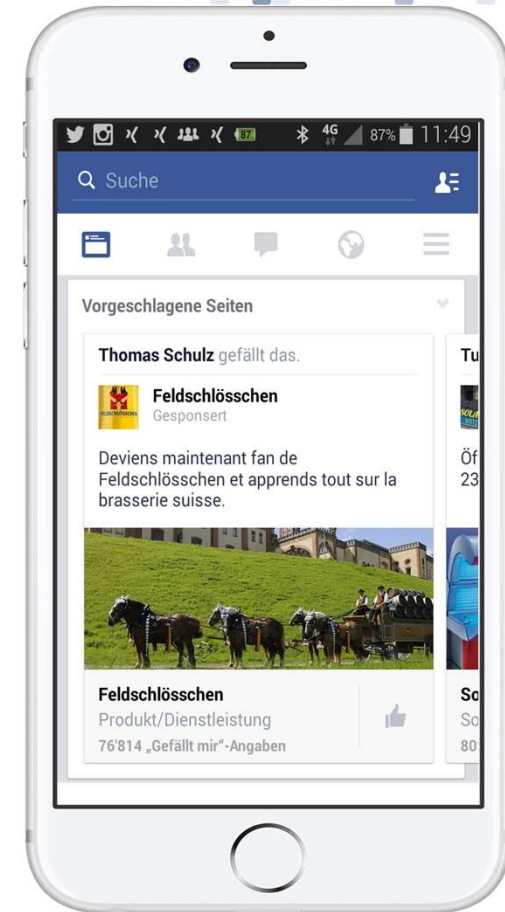 87 4G 87% 11:49
Suche
Vorgeschlagene Seiten
Thomas Schulz gefällt das.
Feldschlösschen
Gesponsert
Deviens maintenant fan de
Feldschlösschen et apprends tout sur la
brasserie suisse.
Feldschlösschen
Produkt/Dienstleistung
76'814 „Gefällt mir“-Angaben
Tu
Öf
23
So
So
80